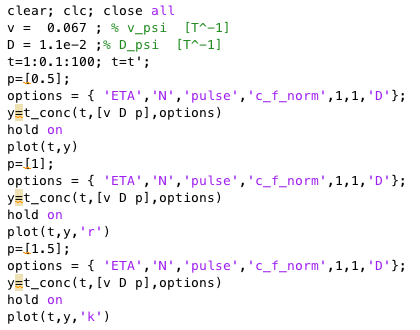 clear; clc; close all
v =  0.067 ; % v_psi  [T^-1]
D = 1.1e-2 ;% D_psi  [T^-1]
t=1:0.1:100; t=t';
p=[0.5];
options = { 'ETA','N','pulse','c_f_norm',1,1,'D'};
y=t_conc(t,[v D p],options)
hold on
plot(t,y)
p=[1];
options = { 'ETA','N','pulse','c_f_norm',1,1,'D'};
y=t_conc(t,[v D p],options)
hold on
plot(t,y,'r')
p=[1.5];
options = { 'ETA','N','pulse','c_f_norm',1,1,'D'};
y=t_conc(t,[v D p],options)
hold on
plot(t,y,'k')